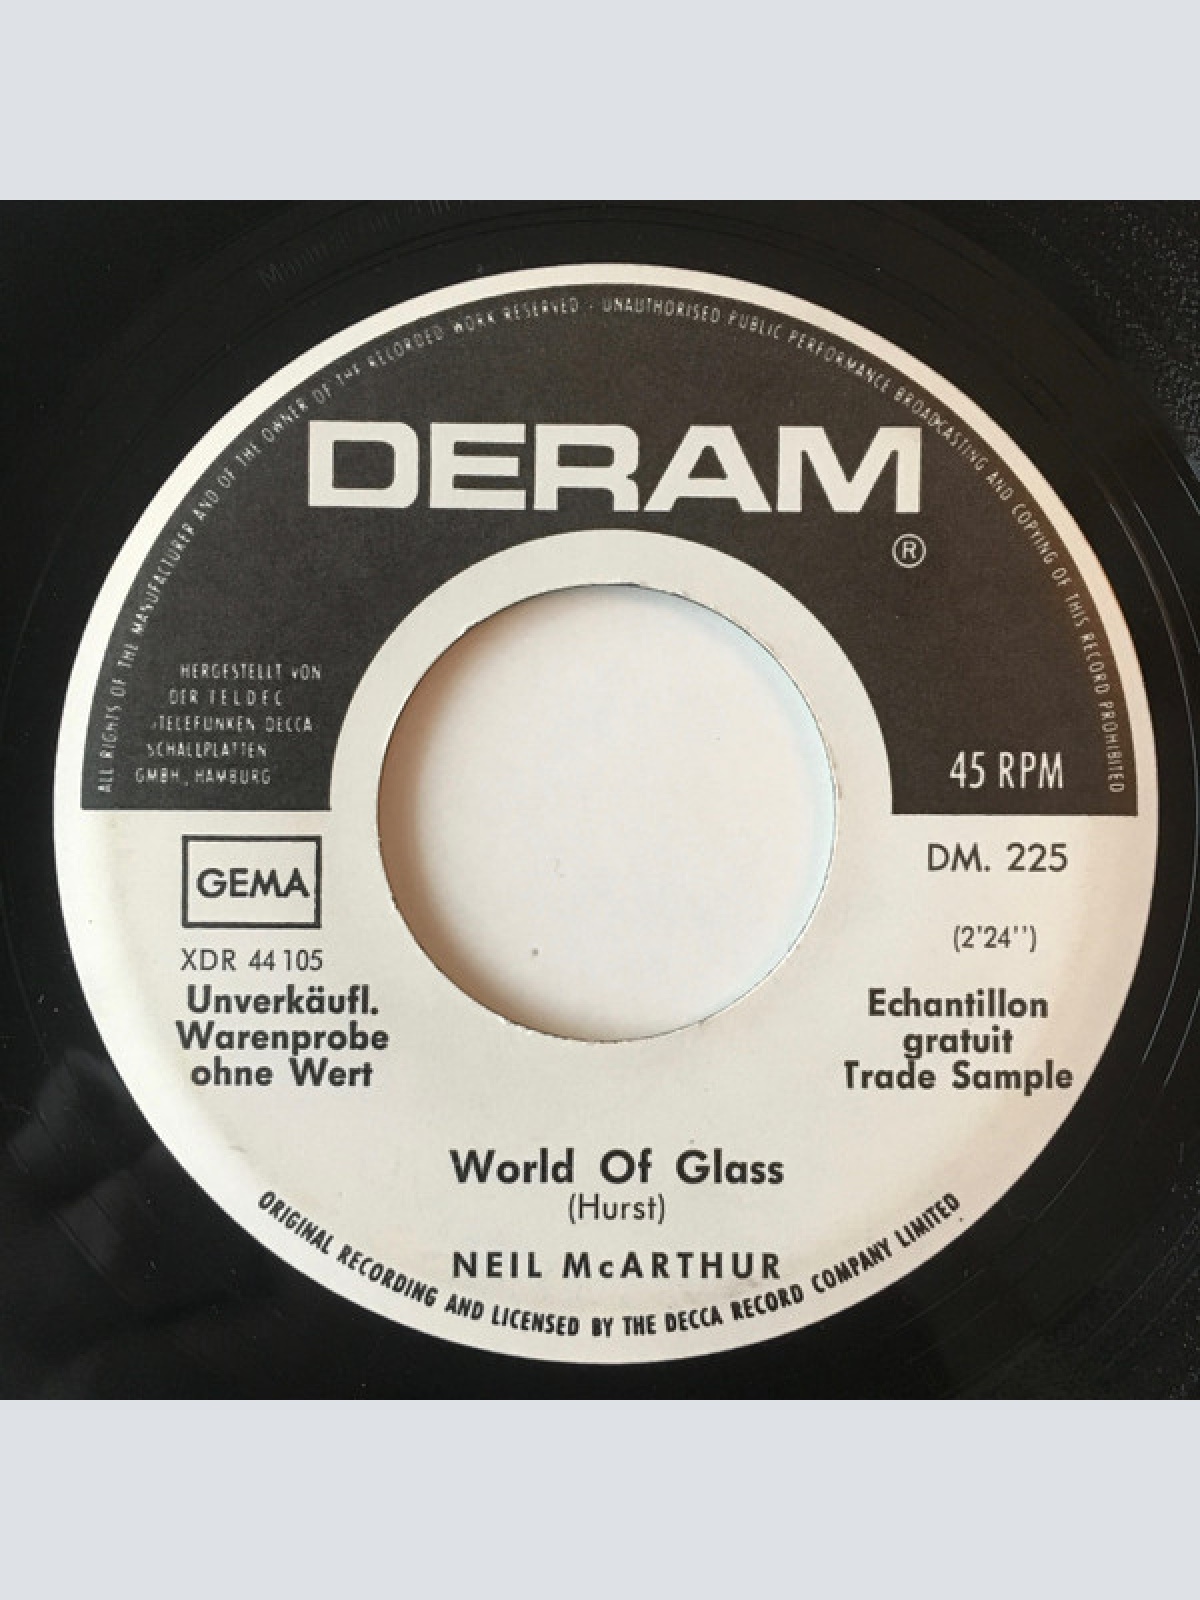 ALL RIGHTS OF THE MANUFACTURER AND OF THE OWNER OF THE RECORDED WORK RESERVED · UNAUTHORISED PUBLIC PERFORMANCE BROADCASTING AND COPYING OF THIS RECORD PROHIBITED
DERAM
®
HERGESTELLT VON
DER TELDEC
„TELEFUNKEN DECCA
SCHALLPLATTEN
GMBH., HAMBURG
45 RPM
GEMA
DM. 225
(2'24'')
XDR 44 105
Unverkäufl.
Warenprobe
ohne Wert
Echantillon
gratuit
Trade Sample
World Of Glass
(Hurst)
NEIL McARTHUR
ORIGINAL RECORDING AND LICENSED BY THE DECCA RECORD COMPANY LIMITED